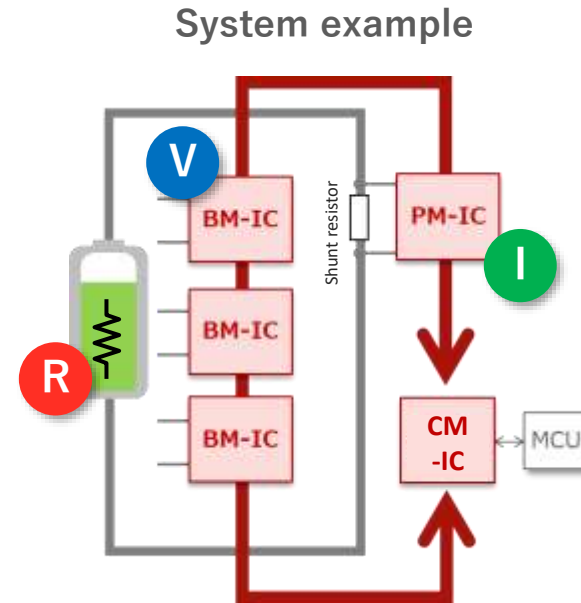 System example
V
BM-IC
Shunt resistor
PM-IC
I
BM-IC
R
BM-IC
CM
-IC
MCU